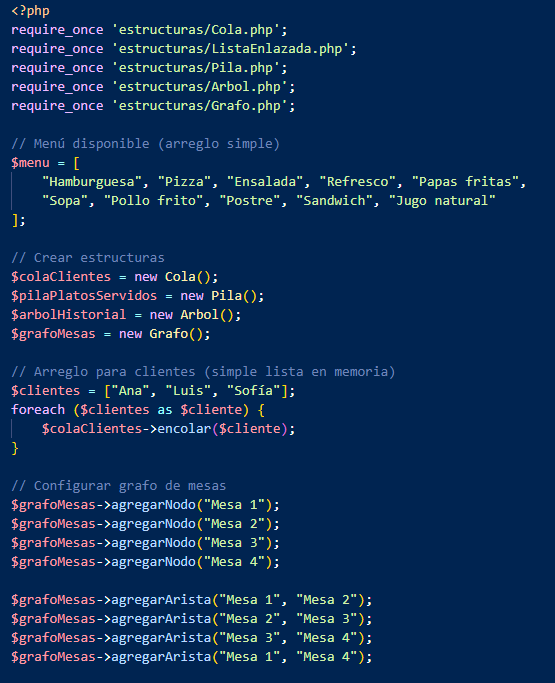 <?php
require_once 'estructuras/Cola.php';
require_once 'estructuras/ListaEnlazada.php';
require_once 'estructuras/Pila.php';
require_once 'estructuras/Arbol.php';
require_once 'estructuras/Grafo.php';
// Menú disponible (arreglo simple)
$menu = [
"Hamburguesa", "Pizza", "Ensalada", "Refresco", "Papas fritas",
"Sopa", "Pollo frito", "Postre", "Sandwich", "Jugo natural"
];
// Crear estructuras
$colaClientes = new Cola();
$pilaPlatosServidos = new Pila();
$arbolHistorial = new Arbol();
$grafoMesas = new Grafo();
// Arreglo para clientes (simple lista en memoria)
$clientes = ["Ana", "Luis", "Sofía"];
foreach ($clientes as $cliente) {
$colaClientes->encolar($cliente);
}
// Configurar grafo de mesas
$grafoMesas->agregarNodo("Mesa 1");
$grafoMesas->agregarNodo("Mesa 2");
$grafoMesas->agregarNodo("Mesa 3");
$grafoMesas->agregarNodo("Mesa 4");
$grafoMesas->agregarArista("Mesa 1", "Mesa 2");
$grafoMesas->agregarArista("Mesa 2", "Mesa 3");
$grafoMesas->agregarArista("Mesa 3", "Mesa 4");
$grafoMesas->agregarArista("Mesa 1", "Mesa 4");